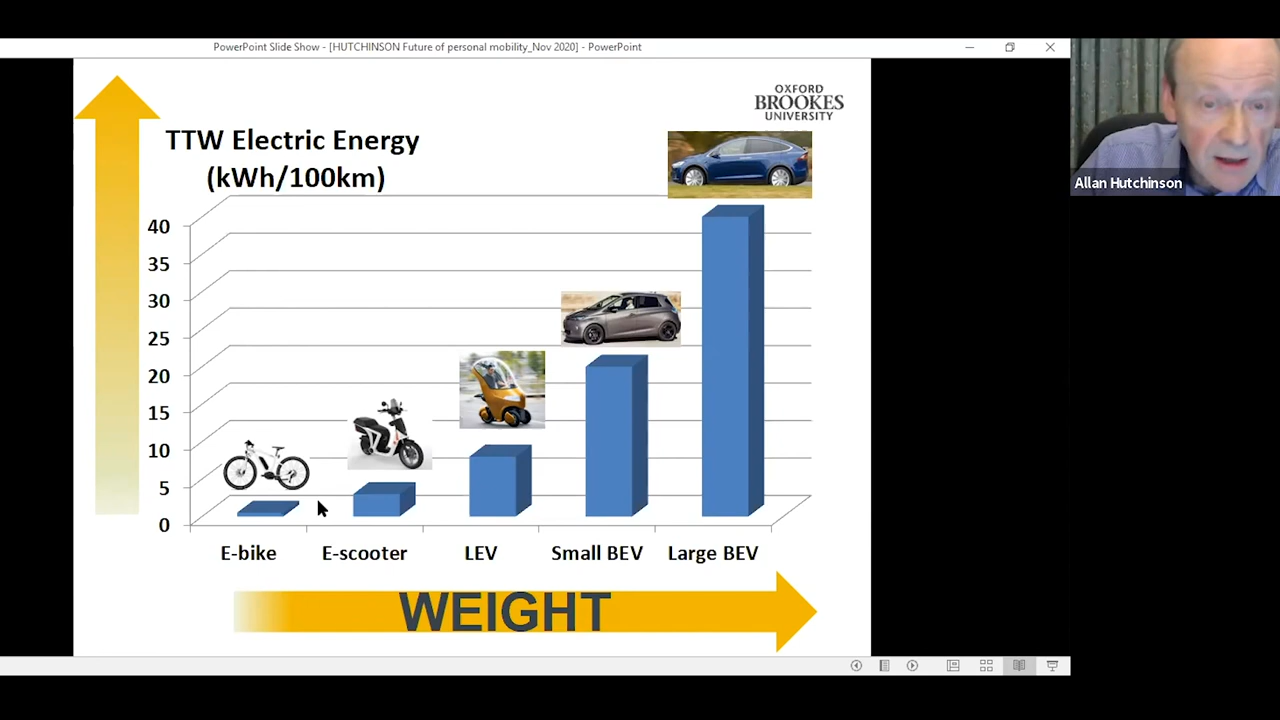 PowerPoint Slide Show - [HUTCHINSON Future of personal mobility_Nov 2020] - PowerPoint
OXFORD
BROOKES
UNIVERSITY
TTW Electric Energy
(kWh/100km)
Allan Hutchinson
40
35
30
25
20
15
10
5
0
E-bike E-scooter LEV Small BEV Large BEV
WEIGHT